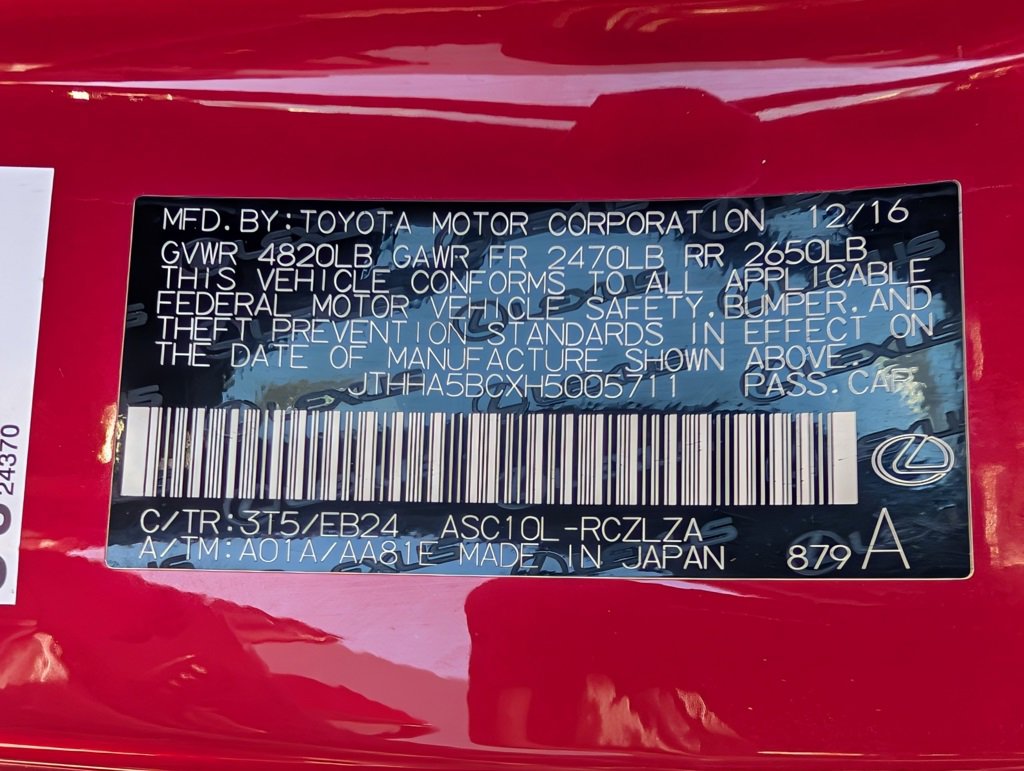 MFD.BY:TOYOTA MOTOR CORPORATION 12/16
GVWR 4820LB GAWR FR 2470LB RR 2650LB
THIS VEHICLE CONFORMS TO ALL APPLICABLE
FEDERAL MOTOR VEHICLE SAFETY,BUMPER,AND
THEFT PREVENTION STANDARDS IN EFFECT ON
THE DATE OF MANUFACTURE SHOWN ABOVE.
JTHHA5BCXH5005711 PASS.CAR
C/TR:3T5/EB24 ASC10L-RCZLZA
A/TM:A01A/AA81E MADE IN JAPAN 879 A
24370